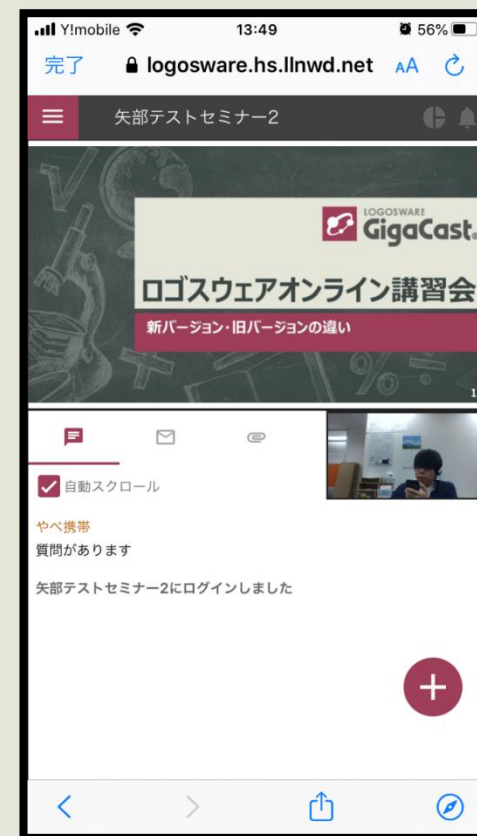 Y!mobile 13:49 56%
完了 logosware.hs.llnwd.net AA
矢部テストセミナー2
LOGOSWARE
GigaCast®
ロゴスウェアオンライン講習会
新バージョン・旧バージョンの違い
1
自動スクロール
やべ携帯
質問があります
矢部テストセミナー2にログインしました